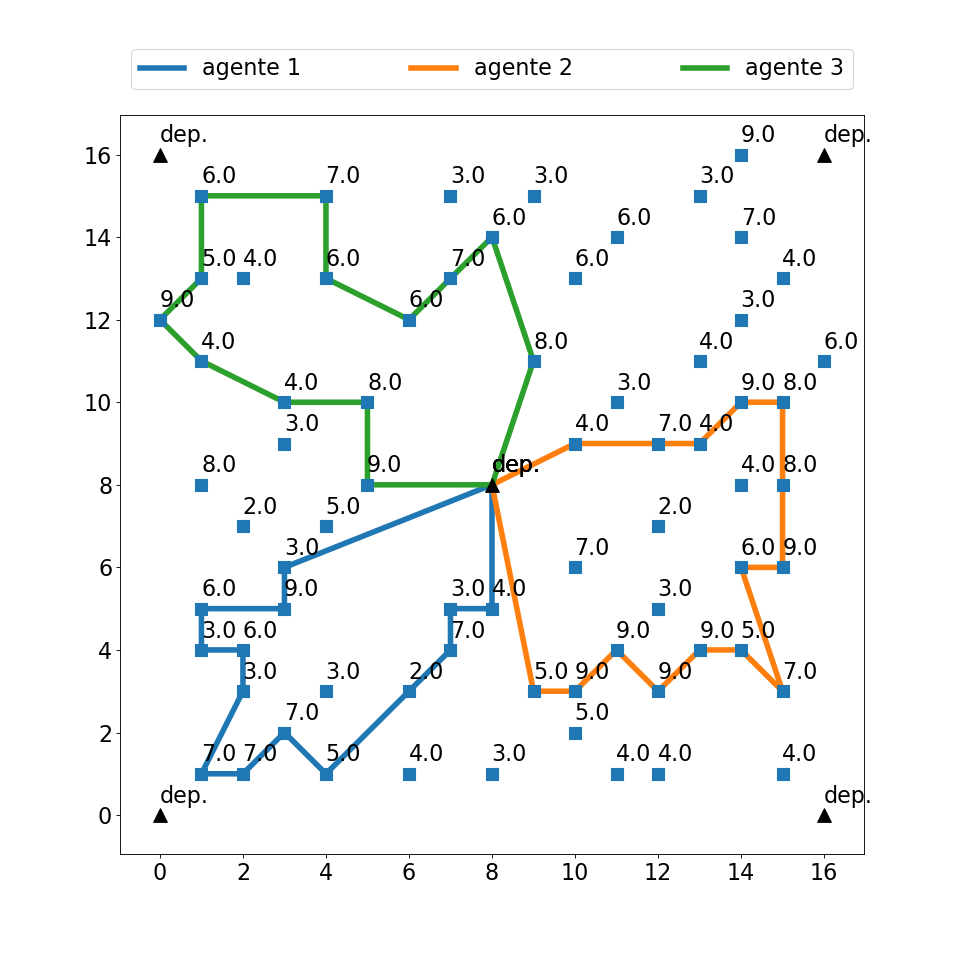 agente 1 agente 2 agente 3
9.0
dep. dep.
16
6.0 7.0 3.0 3.0 3.0
6.0 6.0 7.0
14
5.0 4.0 6.0 7.0 6.0 4.0
9.0 6.0 3.0
12
4.0 8.0 4.0 6.0
4.0 8.0 3.0 9.0 8.0
10
3.0 4.0 7.0 4.0
8.0 9.0 dep. 4.0 8.0
8
2.0 5.0 2.0
3.0 7.0 6.0 9.0
6
6.0 9.0 3.0 4.0 3.0
3.0 6.0 7.0 9.0 9.0 5.0
4
3.0 3.0 2.0 5.0 9.0 9.0 7.0
7.0 5.0
2
7.0 7.0 5.0 4.0 3.0 4.0 4.0 4.0
dep. dep.
0
0 2 4 6 8 10 12 14 16